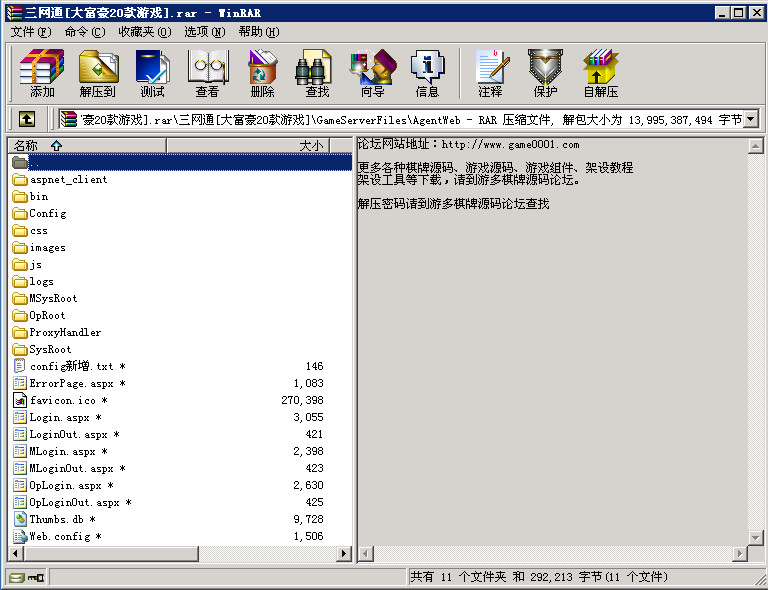 三网通[大富豪20款游戏].rar - WinRAR
文件(F) 命令(C) 收藏夹(O) 选项(N) 帮助(H)
添加 解压到 测试 查看 删除 查找 向导 信息 注释 保护 自解压
豪20款游戏].rar\三网通[大富豪20款游戏]\GameServerFiles\AgentWeb - RAR 压缩文件, 解包大小为 13,995,387,494 字节
名称 大小
..
aspnet_client
bin
Config
css
images
js
logs
MSysRoot
OpRoot
ProxyHandler
SysRoot
config新增.txt * 146
ErrorPage.aspx * 1,083
favicon.ico * 270,398
Login.aspx * 3,055
LoginOut.aspx * 421
MLogin.aspx * 2,398
MLoginOut.aspx * 423
OpLogin.aspx * 2,630
OpLoginOut.aspx * 425
Thumbs.db * 9,728
Web.config * 1,506
论坛网站地址：http://www.game0001.com
更多各种棋牌源码、游戏源码、游戏组件、架设教程
架设工具等下载，请到游多棋牌源码论坛。
解压密码请到游多棋牌源码论坛查找
共有 11 个文件夹 和 292,213 字节(11 个文件)